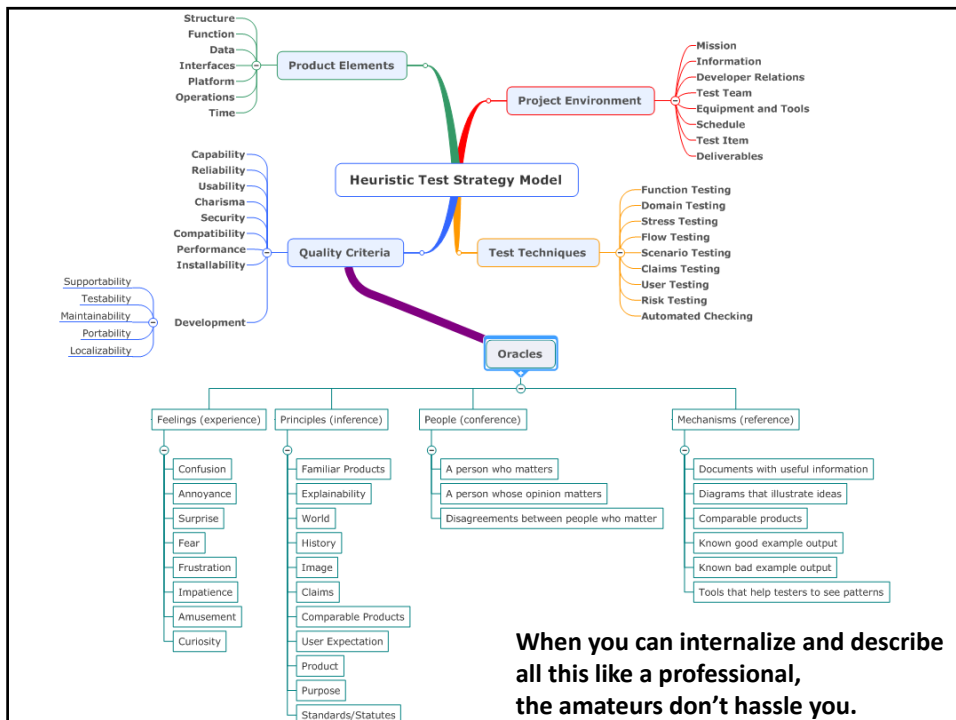 Structure
Function
Data
Interfaces
Platform
Operations
Time
Product Elements
Project Environment
Mission
Information
Developer Relations
Test Team
Equipment and Tools
Schedule
Test Item
Deliverables
Heuristic Test Strategy Model
Capability
Reliability
Usability
Charisma
Security
Compatibility
Performance
Installability
Development
Supportability
Testability
Maintainability
Portability
Localizability
Quality Criteria
Test Techniques
Function Testing
Domain Testing
Stress Testing
Flow Testing
Scenario Testing
Claims Testing
User Testing
Risk Testing
Automated Checking
Oracles
Feelings (experience)
Confusion
Annoyance
Surprise
Fear
Frustration
Impatience
Amusement
Curiosity
Principles (inference)
Familiar Products
Explainability
World
History
Image
Claims
Comparable Products
User Expectation
Product
Purpose
Standards/Statutes
People (conference)
A person who matters
A person whose opinion matters
Disagreements between people who matter
Mechanisms (reference)
Documents with useful information
Diagrams that illustrate ideas
Comparable products
Known good example output
Known bad example output
Tools that help testers to see patterns
When you can internalize and describe
all this like a professional,
the amateurs don’t hassle you.